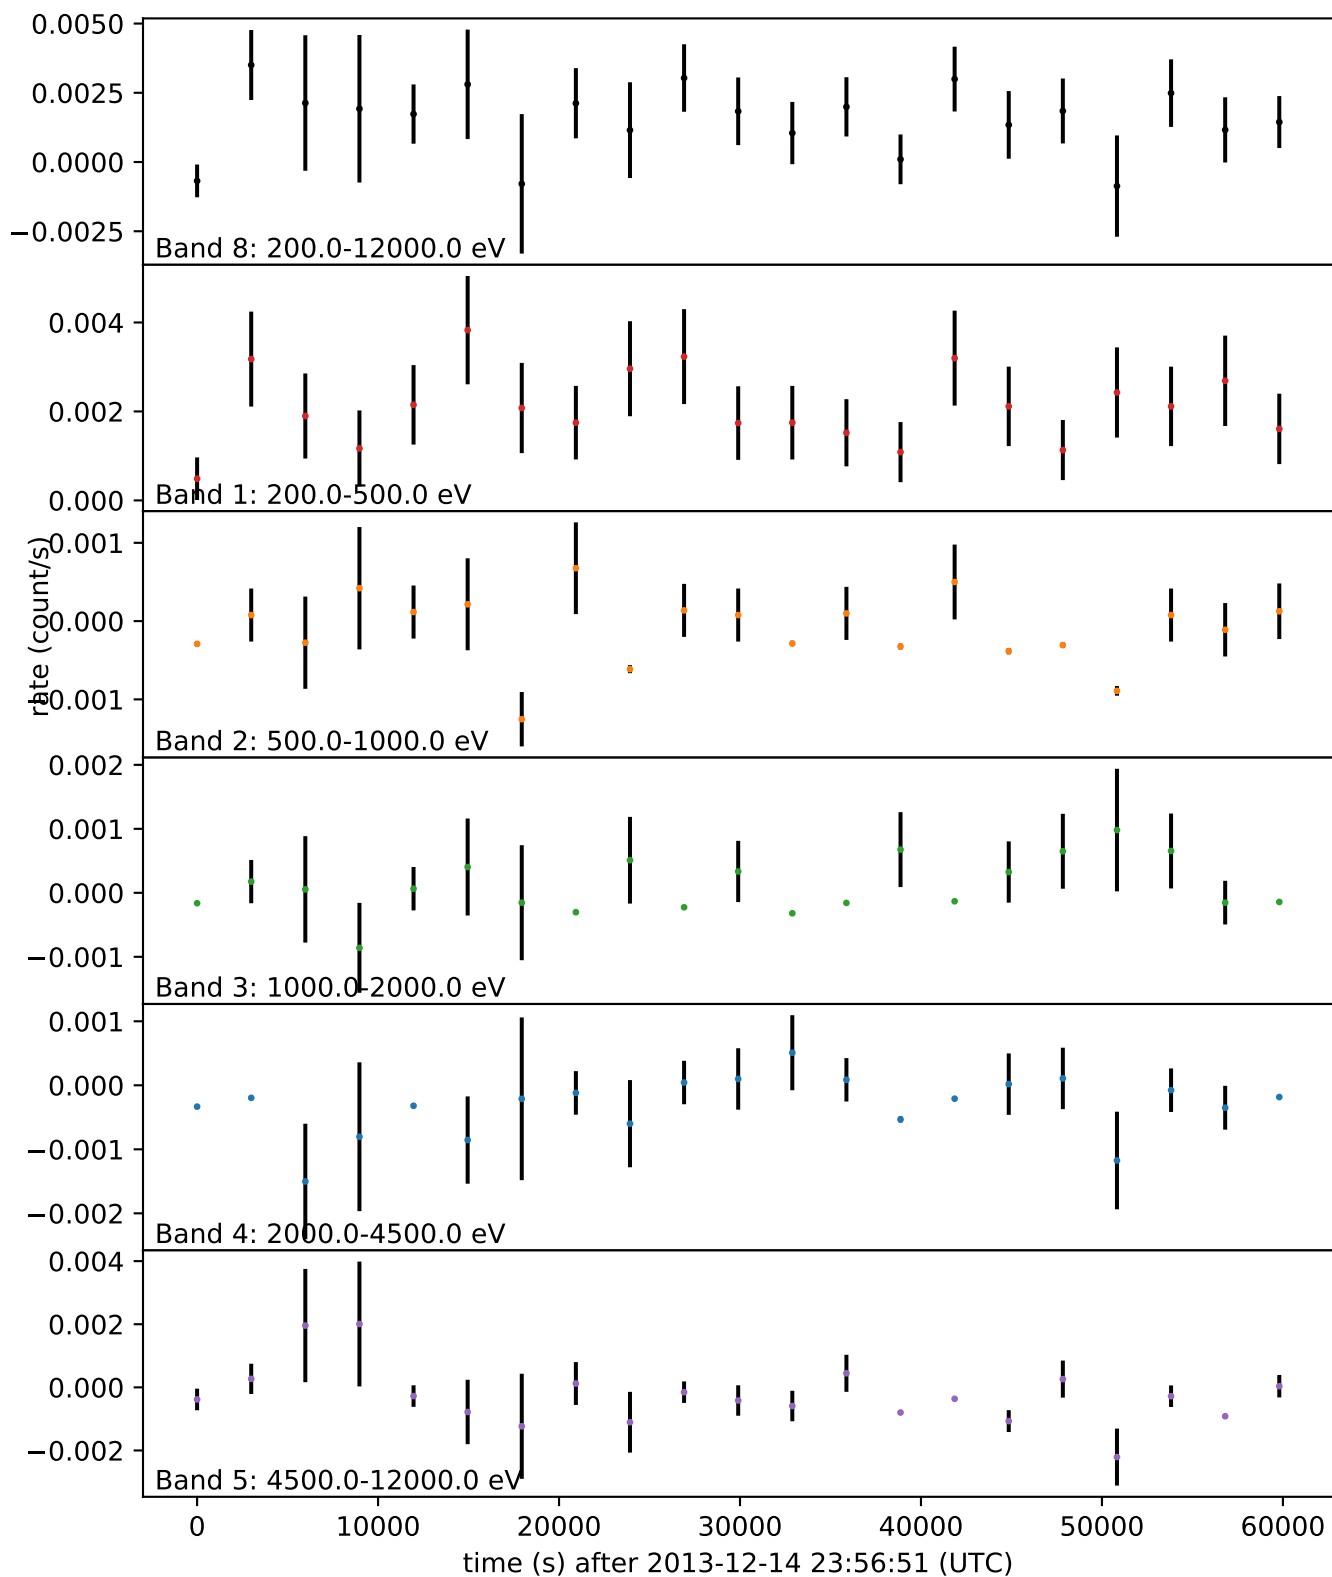 0.0050
0.0025
0.0000
−0.0025
Band 8: 200.0-12000.0 eV
0.004
0.002
0.000
Band 1: 200.0-500.0 eV
rate (count/s)
0.001
0.000
−0.001
Band 2: 500.0-1000.0 eV
0.002
0.001
0.000
−0.001
Band 3: 1000.0-2000.0 eV
0.001
0.000
−0.001
−0.002
Band 4: 2000.0-4500.0 eV
0.004
0.002
0.000
−0.002
Band 5: 4500.0-12000.0 eV
0 10000 20000 30000 40000 50000 60000
time (s) after 2013-12-14 23:56:51 (UTC)